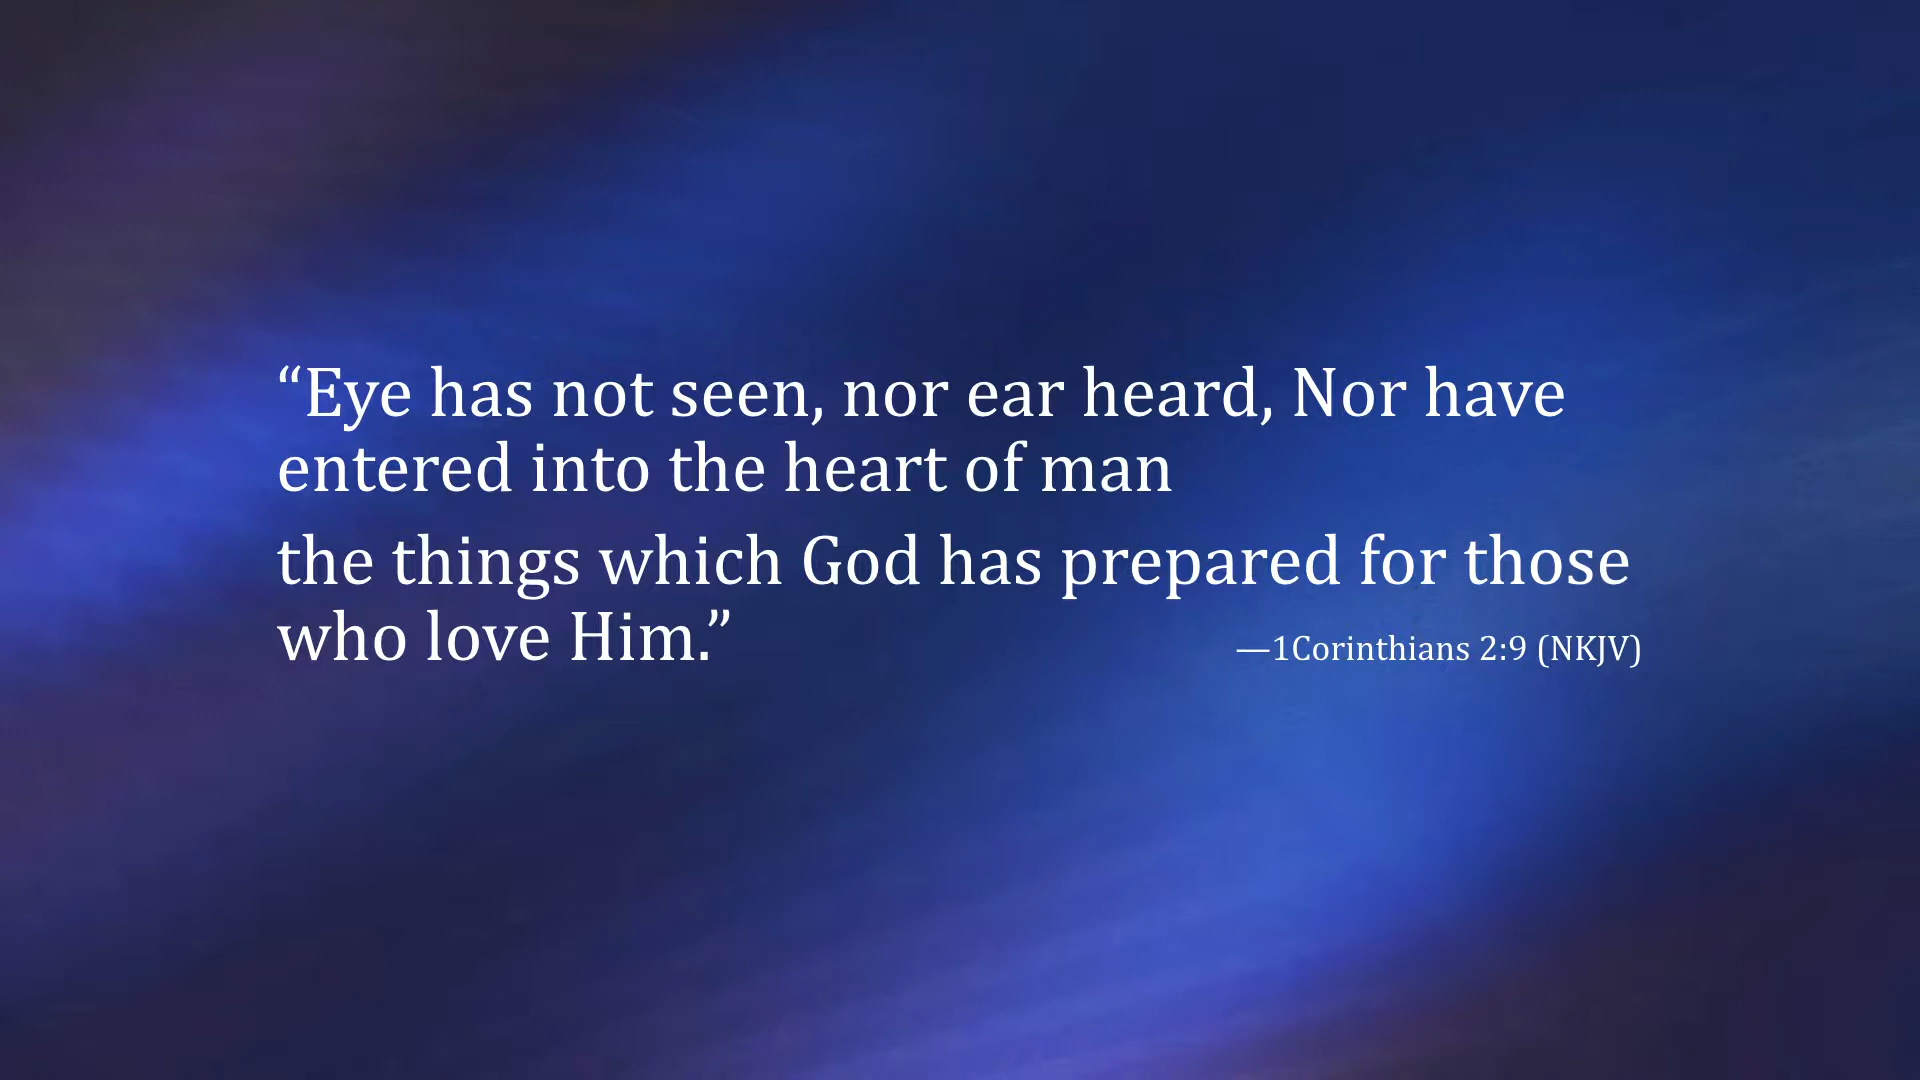 “Eye has not seen, nor ear heard, Nor have
entered into the heart of man
the things which God has prepared for those
who love Him.” —1Corinthians 2:9 (NKJV)